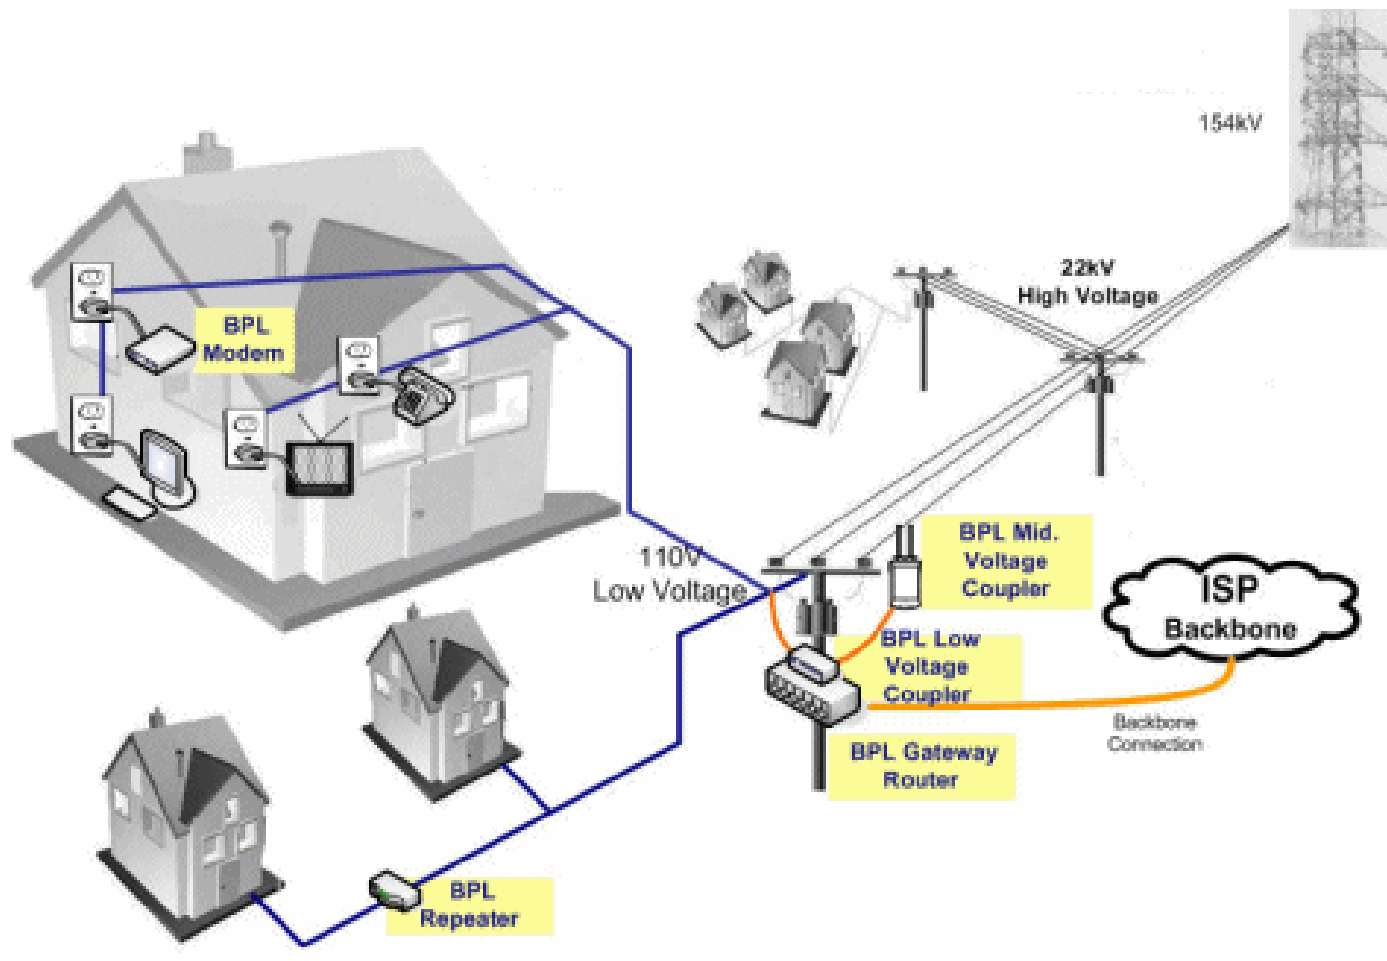 154kV
22kV
High Voltage
BPL
Modem
110V
Low Voltage
BPL Mid.
Voltage
Coupler
ISP
Backbone
BPL Low
Voltage
Coupler
Backbone
Connection
BPL Gateway
Router
BPL
Repeater